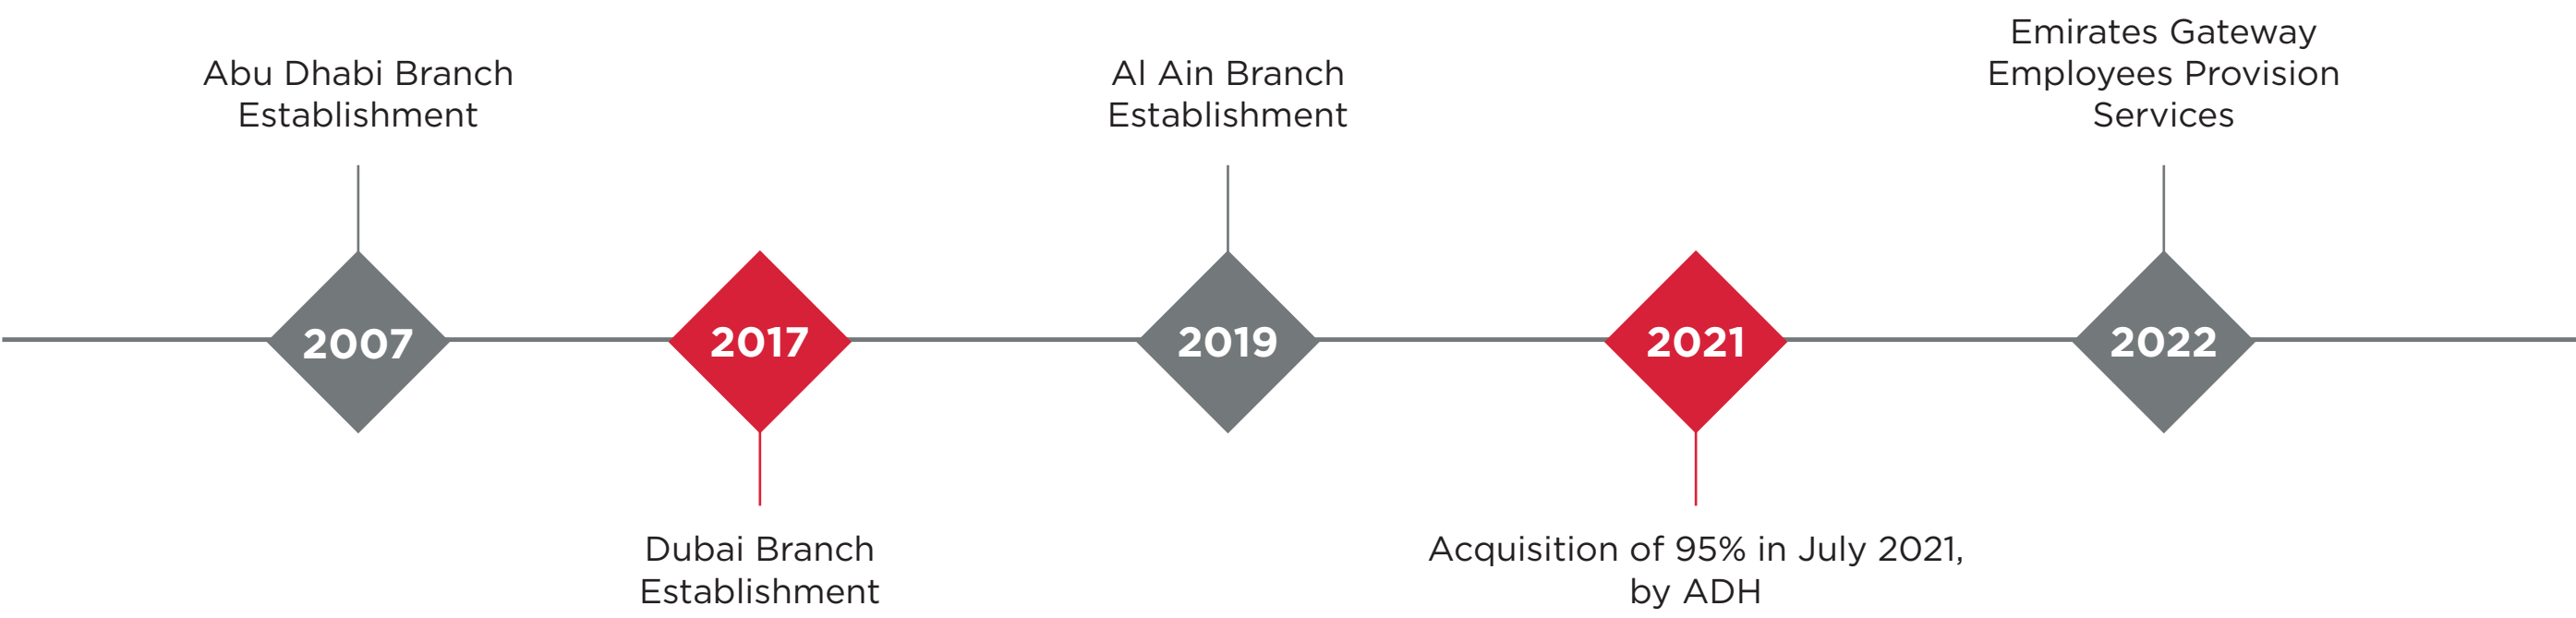 Abu Dhabi Branch
Establishment
2007
2017
Dubai Branch
Establishment
Al Ain Branch
Establishment
2019
2021
Acquisition of 95% in July 2021,
by ADH
Emirates Gateway
Employees Provision
Services
2022